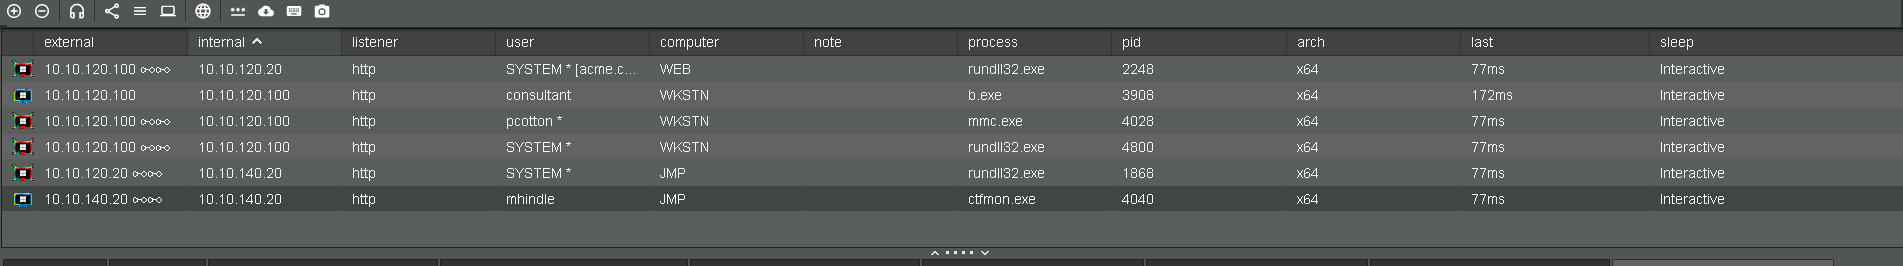 external internal listener user computer note process pid arch last sleep
10.10.120.100 10.10.120.20 http SYSTEM * [acme.c... WEB rundll32.exe 2248 x64 77ms Interactive
10.10.120.100 10.10.120.100 http consultant WKSTN b.exe 3908 x64 172ms Interactive
10.10.120.100 10.10.120.100 http pcotton * WKSTN mmc.exe 4028 x64 77ms Interactive
10.10.120.100 10.10.120.100 http SYSTEM * WKSTN rundll32.exe 4800 x64 77ms Interactive
10.10.120.20 10.10.140.20 http SYSTEM * JMP rundll32.exe 1868 x64 77ms Interactive
10.10.140.20 10.10.140.20 http mhindle JMP ctfmon.exe 4040 x64 77ms Interactive